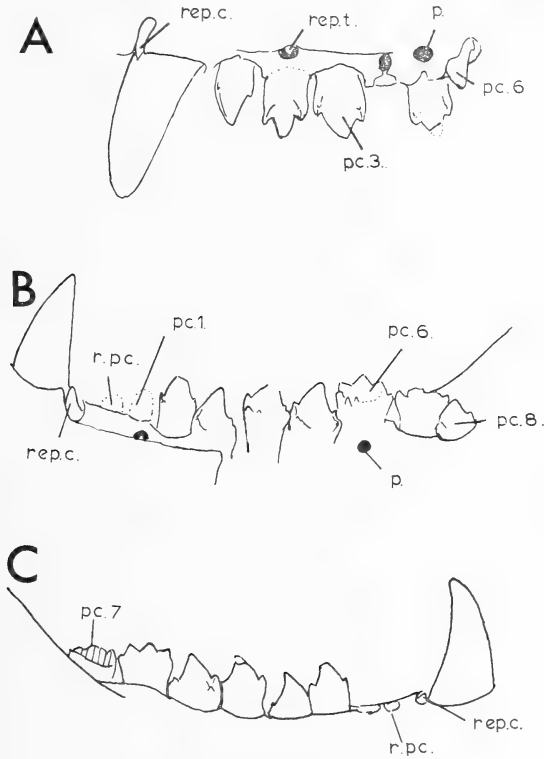 A
rep.c.
rep.t.
p.
pc.6
pc.3..
B
pc.1.
r.pc.
pc.6.
pc.8.
rep.c.
p.
C
pc.7
rep.c.
r.pc.